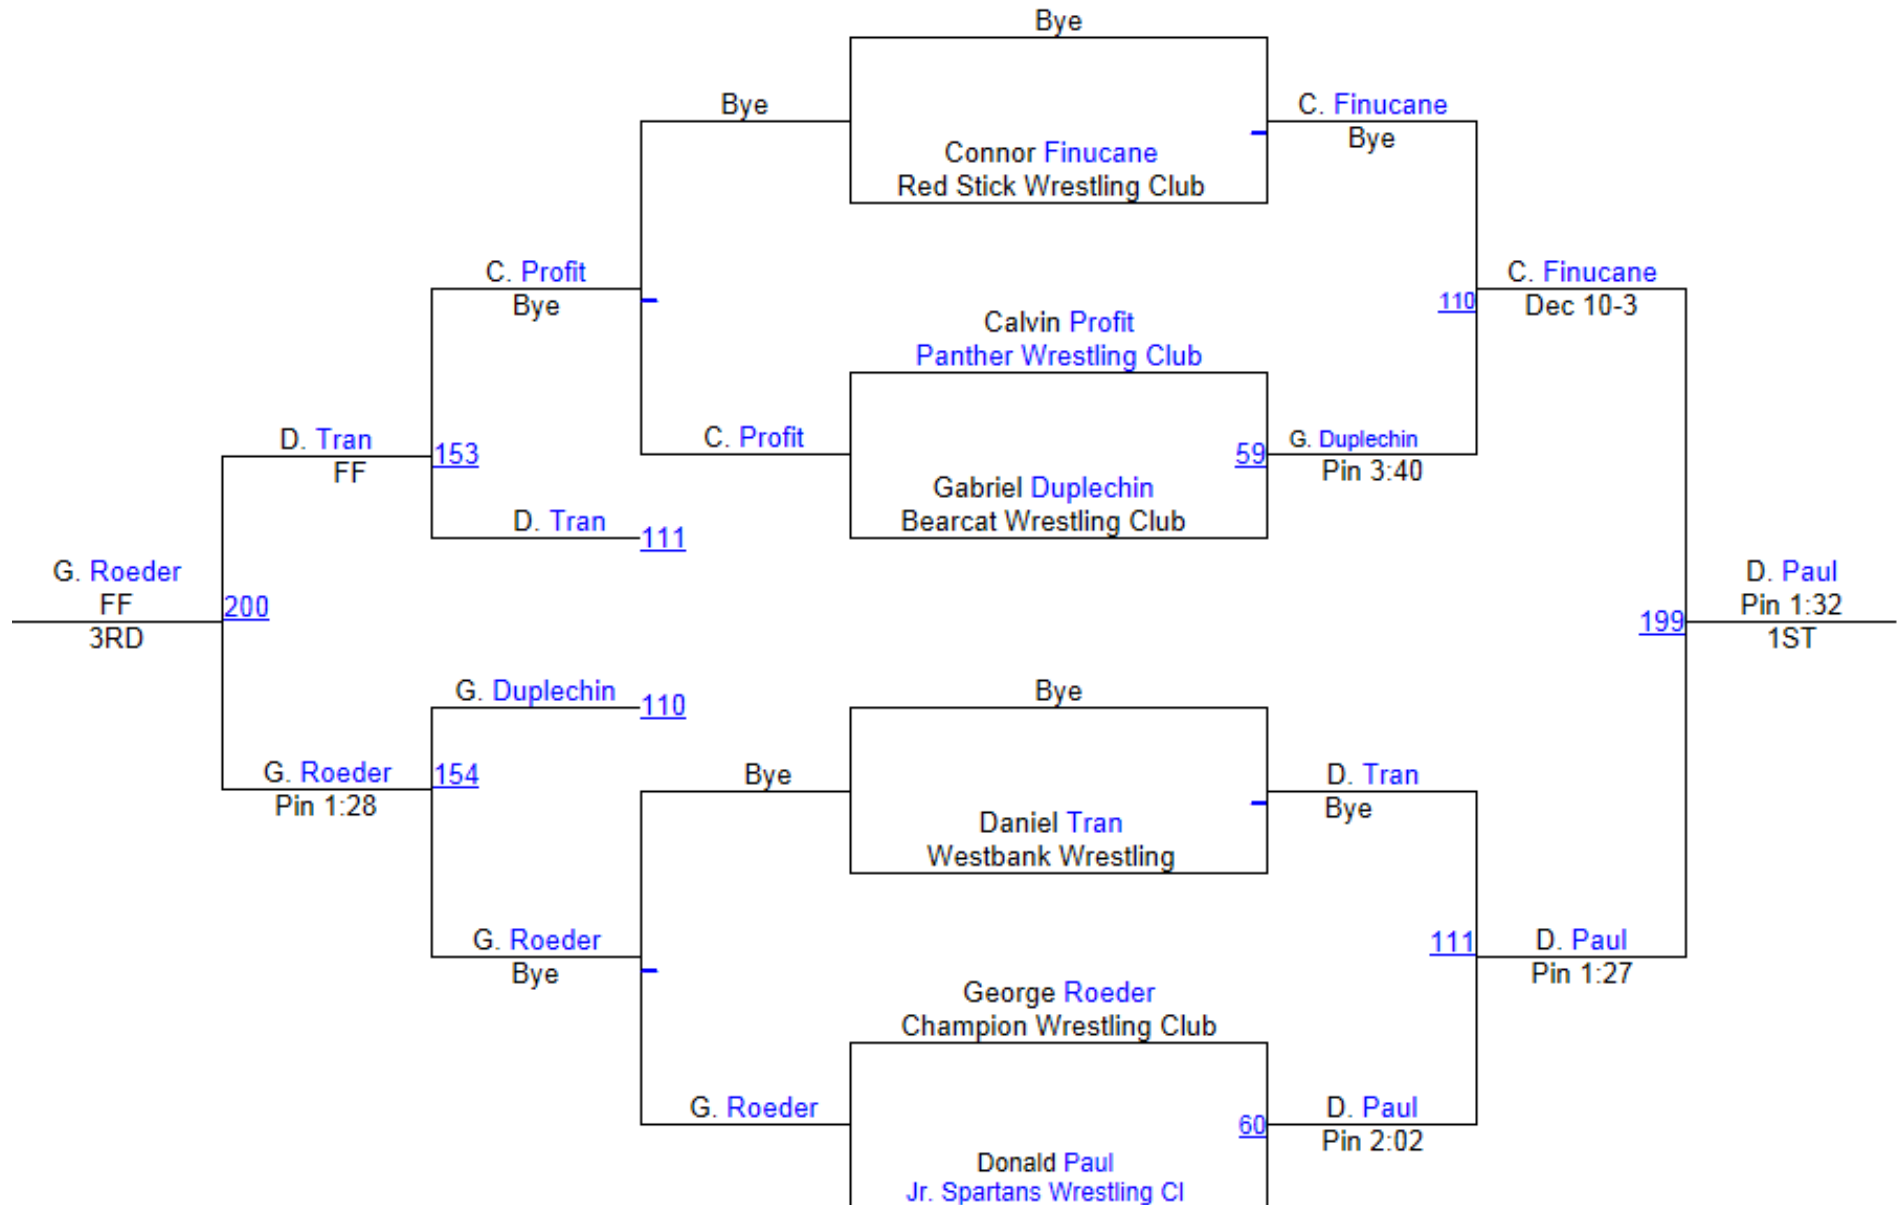 Bye
Bye
C. Finucane
Bye
Connor Finucane
Red Stick Wrestling Club
C. Profit
Bye
C. Finucane
Dec 10-3
110
Calvin Profit
Panther Wrestling Club
D. Tran
FF
153
C. Profit
59
G. Duplechin
Pin 3:40
Gabriel Duplechin
Bearcat Wrestling Club
D. Tran
111
G. Roeder
FF
3RD
200
D. Paul
Pin 1:32
1ST
199
G. Duplechin
110
Bye
G. Roeder
Pin 1:28
154
Bye
D. Tran
Bye
Daniel Tran
Westbank Wrestling
G. Roeder
Bye
111
D. Paul
Pin 1:27
George Roeder
Champion Wrestling Club
G. Roeder
60
D. Paul
Pin 2:02
Donald Paul
Jr. Spartans Wrestling Cl